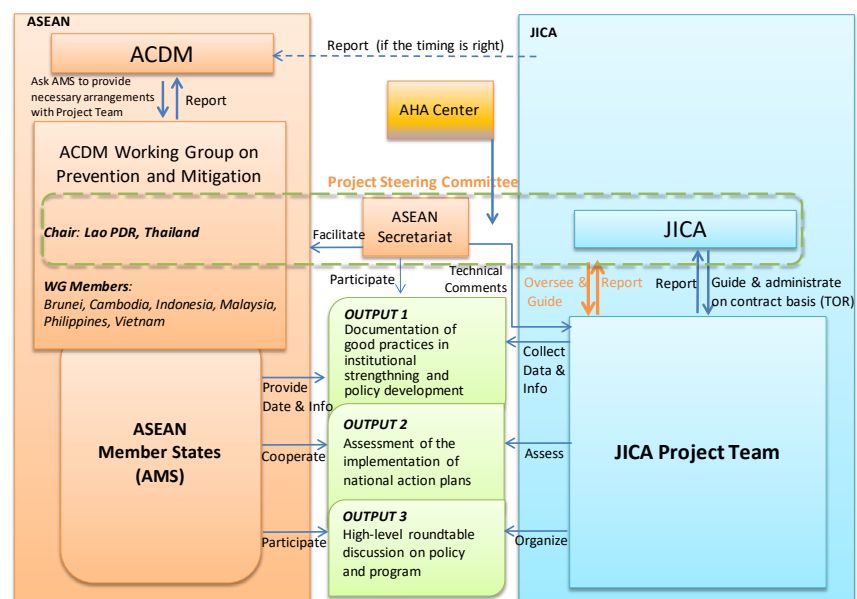 ASEAN
JICA
ACDM
Report (if the timing is right)
Ask AMS to provide
necessary arrangements
with Project Team
Report
AHA Center
ACDM Working Group on
Prevention and Mitigation
Project Steering Committee
Chair: Lao PDR, Thailand
Facilitate
ASEAN
Secretariat
JICA
WG Members:
Brunei, Cambodia, Indonesia, Malaysia,
Philippines, Vietnam
Participate
Technical
Comments
Oversee &
Guide
Report
Report
Guide & administrate
on contract basis (TOR)
OUTPUT 1
Documentation of
good practices in
institutional
strengthning and
policy development
Provide
Date & Info
Collect
Data &
Info
ASEAN
Member States
(AMS)
OUTPUT 2
Assessment of the
implementation of
national action plans
Cooperate
Assess
JICA Project Team
OUTPUT 3
High-level roundtable
discussion on policy
and program
Participate
Organize